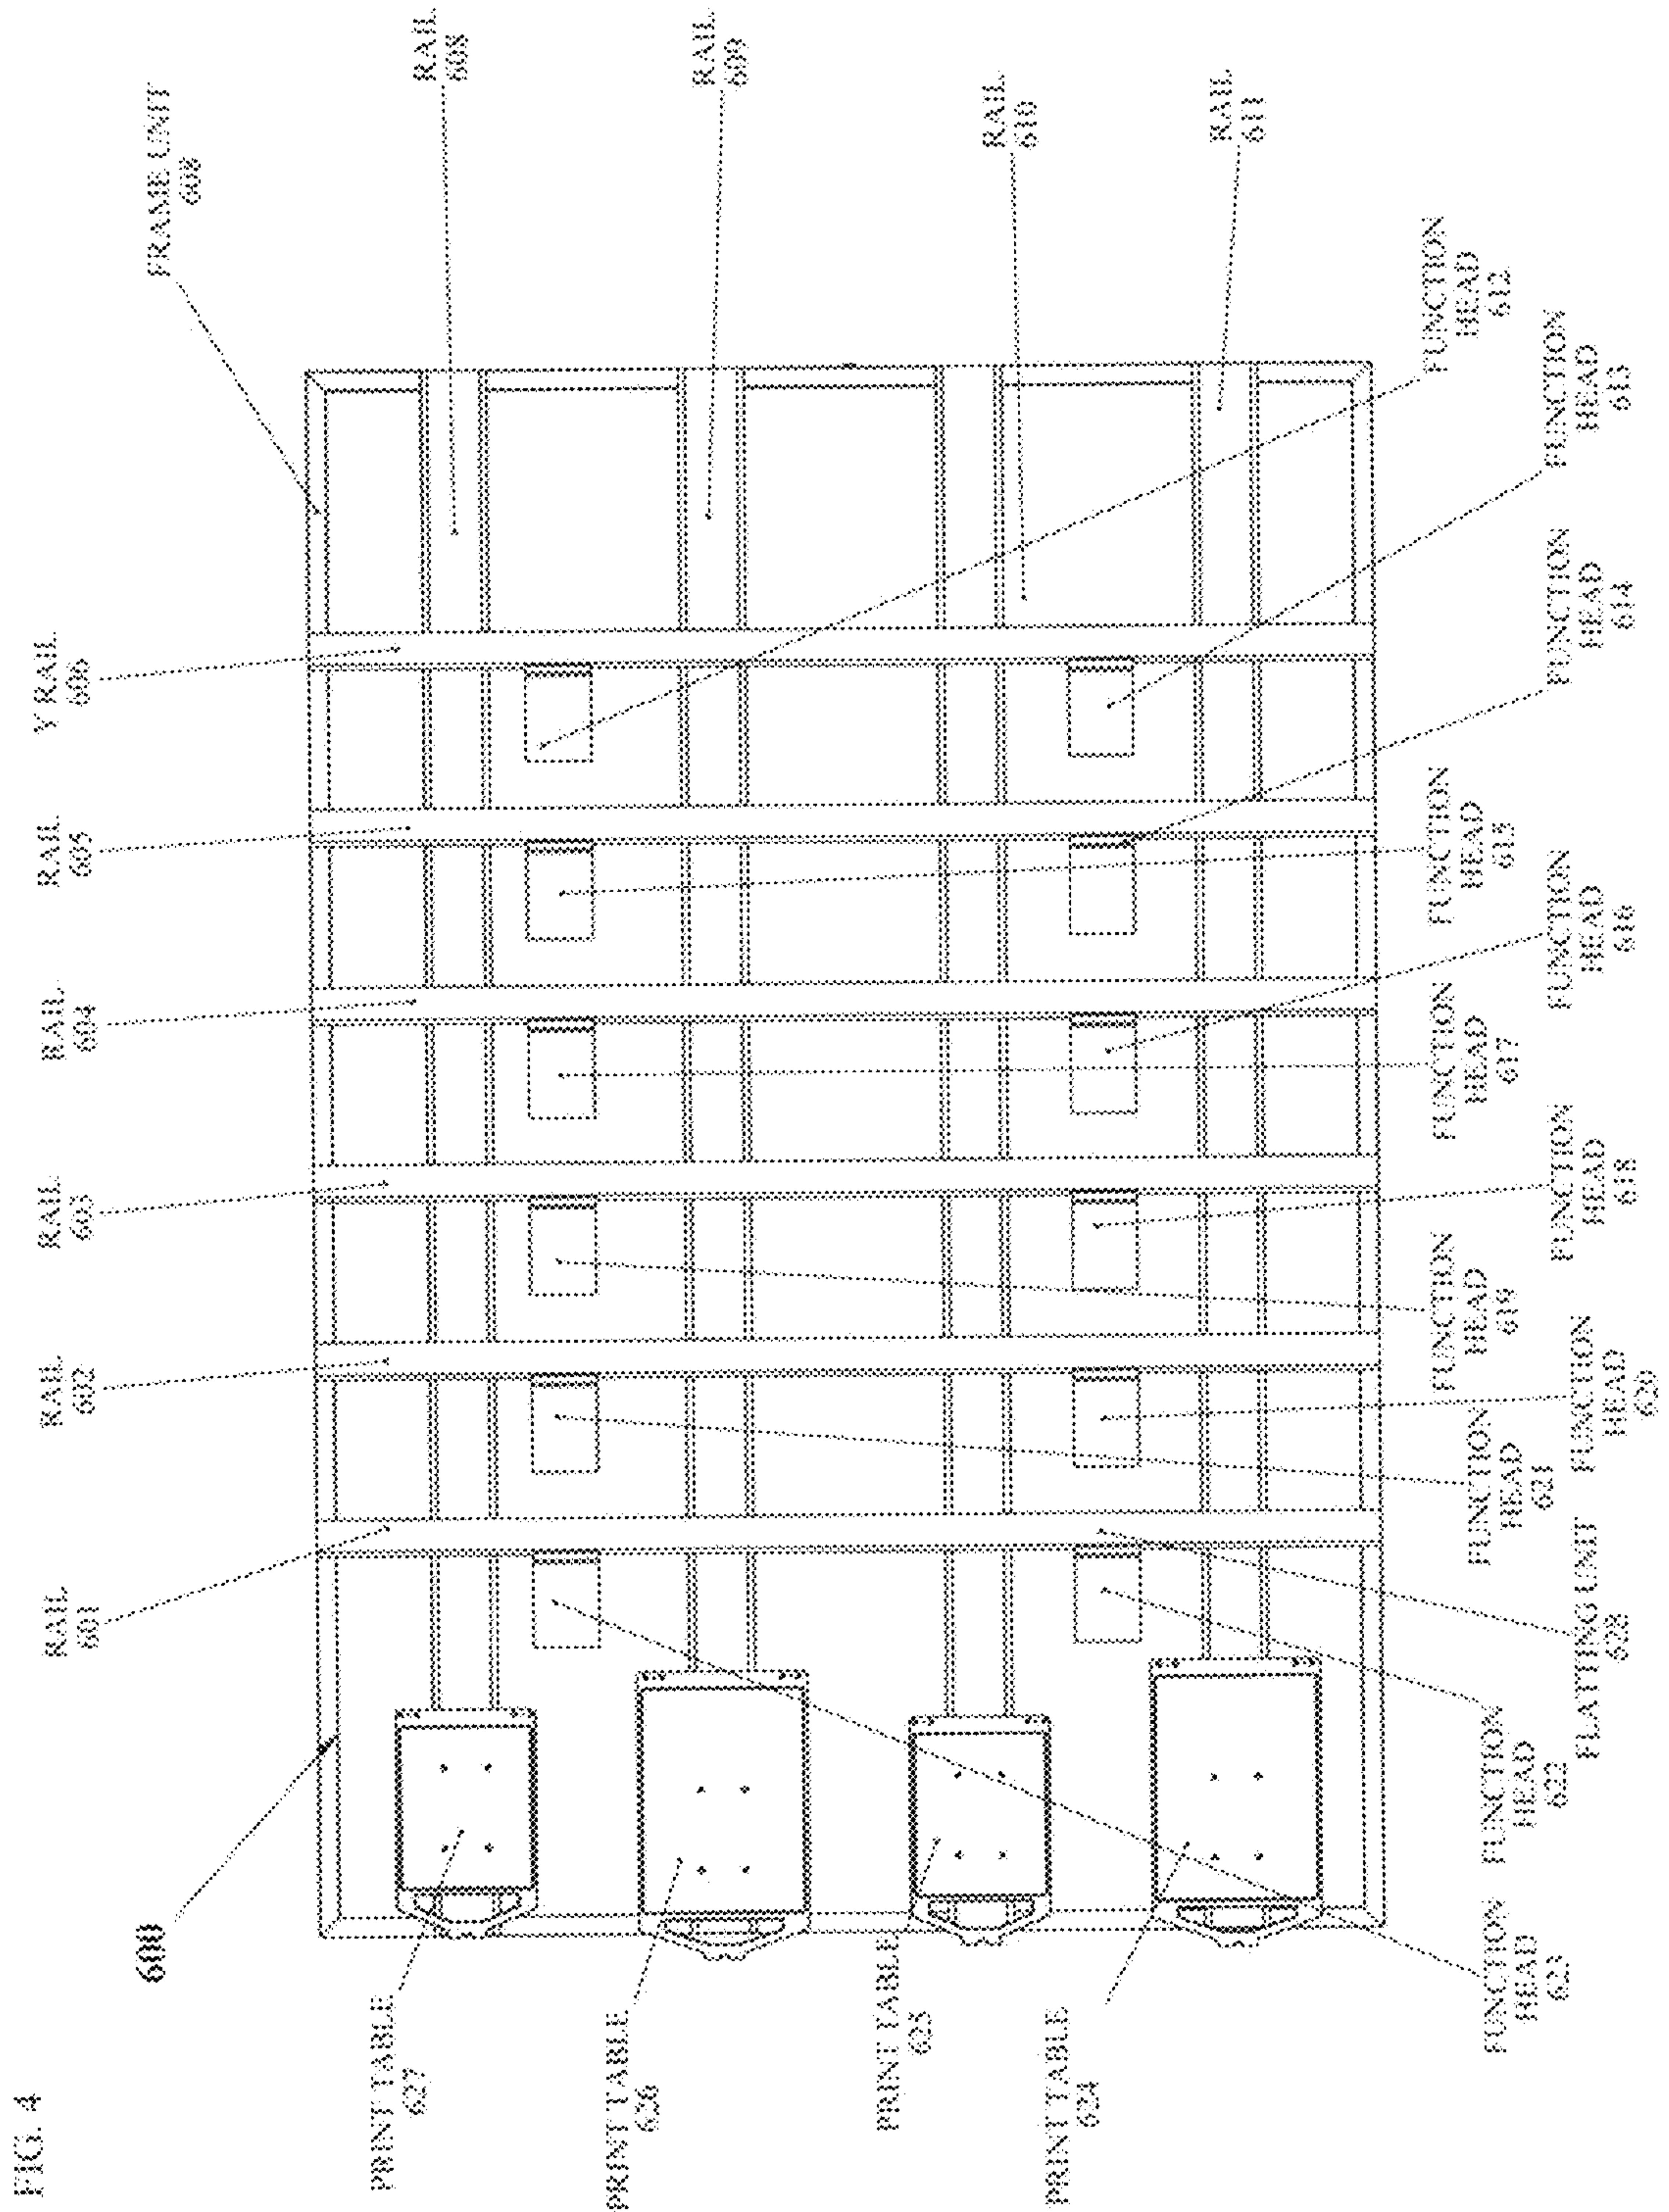 FIG. 4
600
RAIL
601
RAIL
602
RAIL
603
RAIL
604
RAIL
605
Y RAIL
606
FRAME UNIT
608
RAIL
608
RAIL
609
RAIL
610
RAIL
611
FUNCTION
HEAD
612
FUNCTION
HEAD
613
FUNCTION
HEAD
614
FUNCTION
HEAD
615
FUNCTION
HEAD
616
FUNCTION
HEAD
617
FUNCTION
HEAD
618
FUNCTION
HEAD
619
FUNCTION
HEAD
620
FUNCTION
HEAD
621
FLATTING UNIT
628
FUNCTION
HEAD
622
FUNCTION
HEAD
623
PRINT TABLE
627
PRINT TABLE
626
PRINT TABLE
625
PRINT TABLE
624